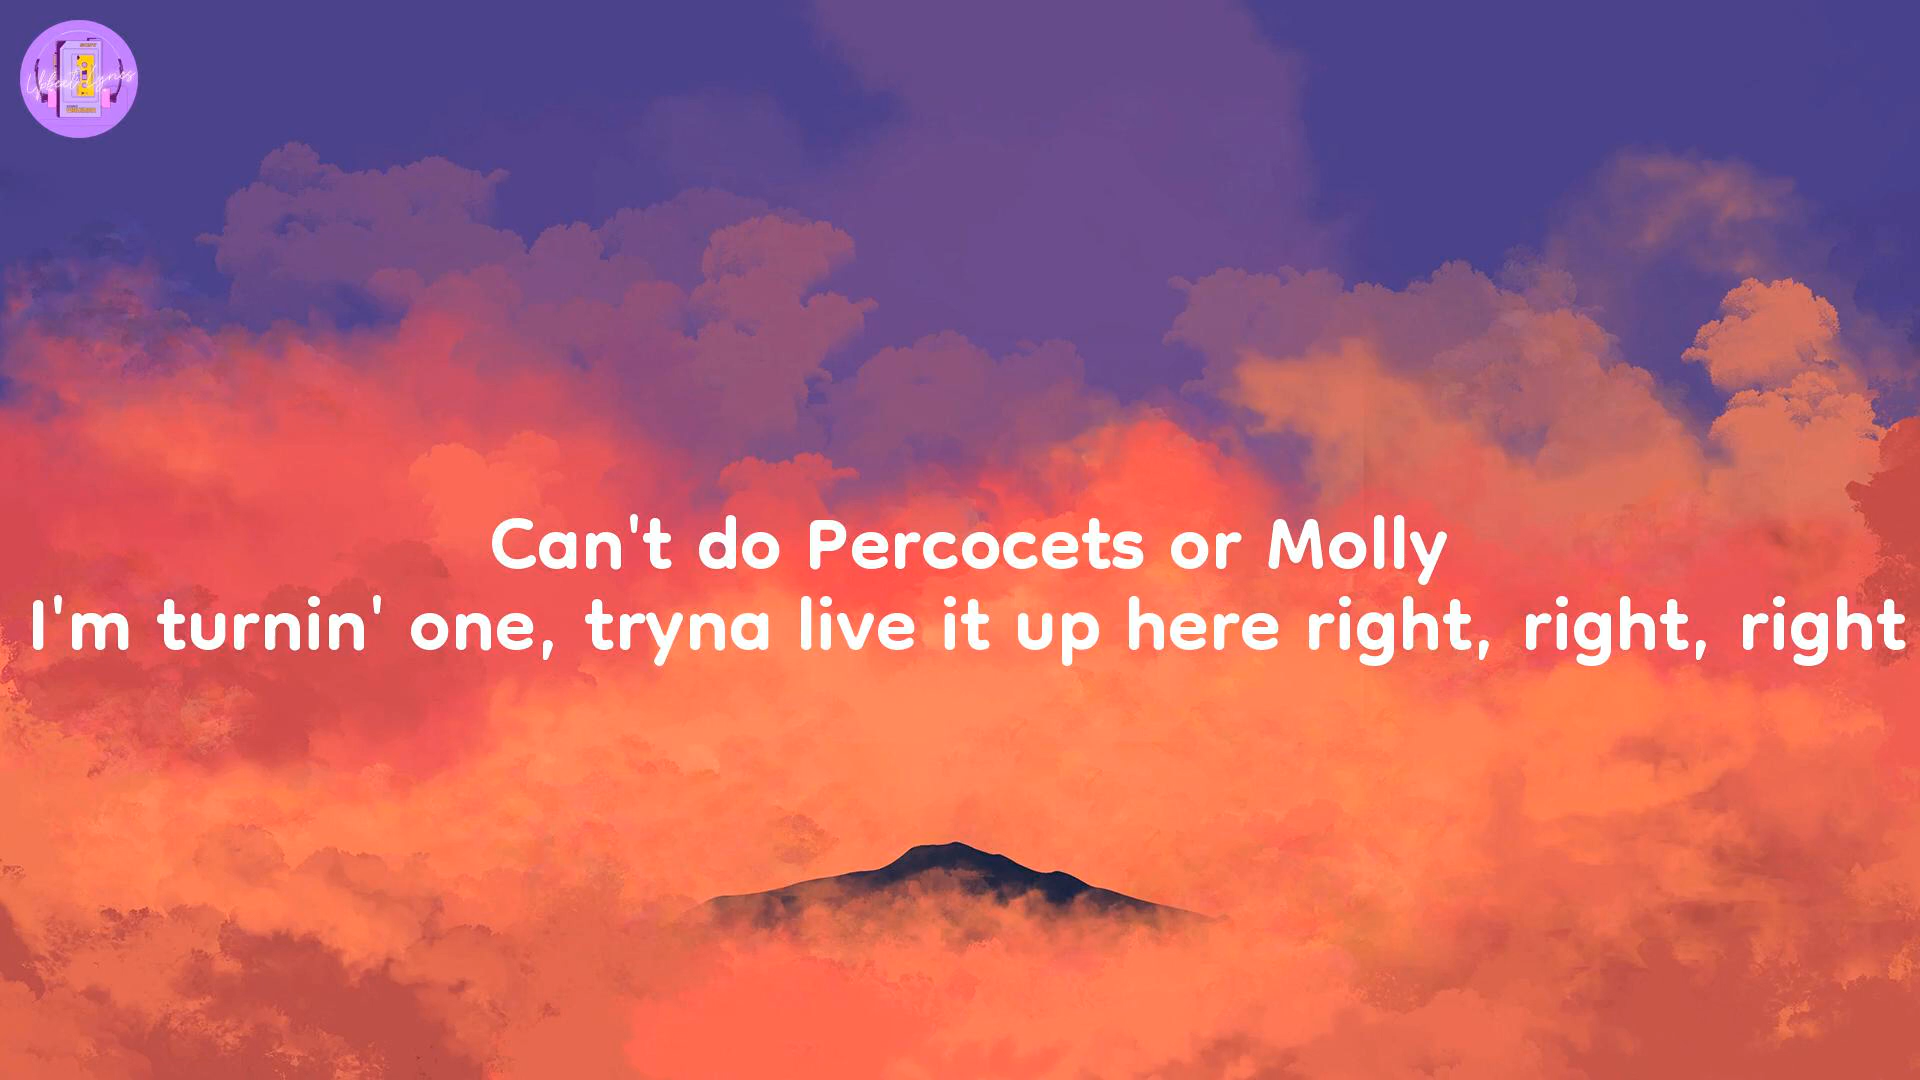 Can't do Percocets or Molly
I'm turnin' one, tryna live it up here right, right, right